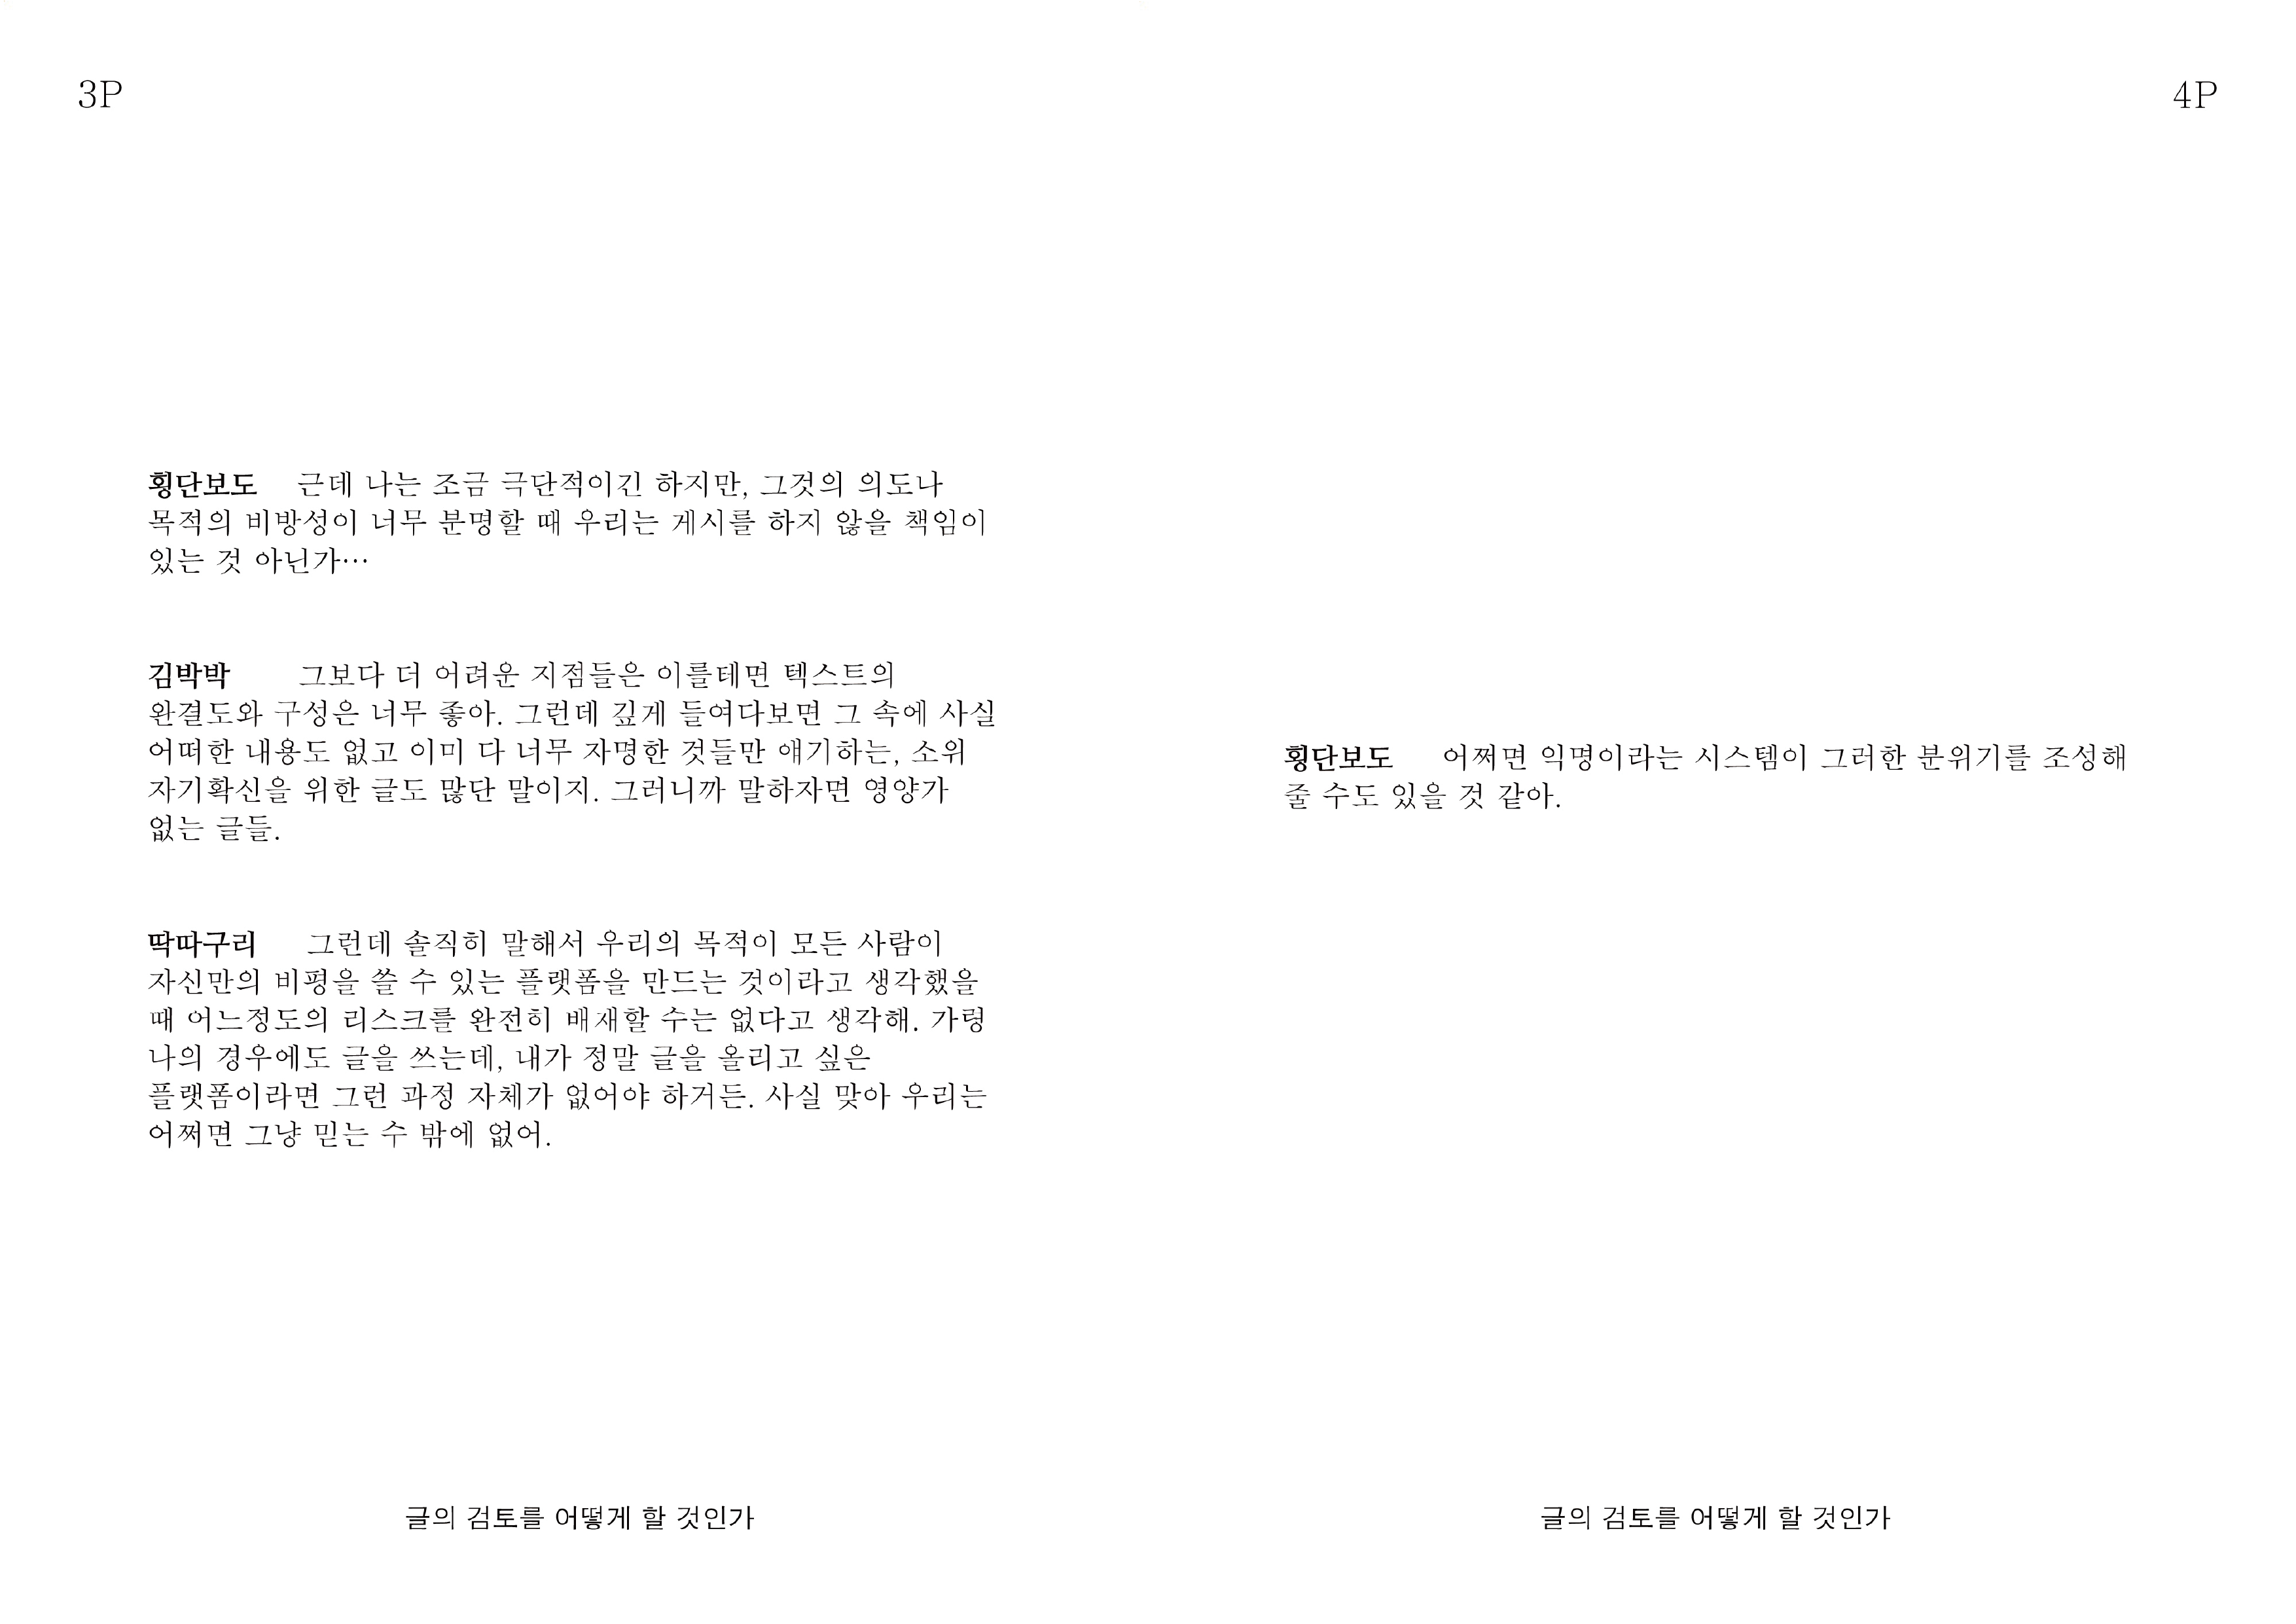 3P
횡단보도 근데 나는 조금 극단적이긴 하지만, 그것의 의도나
목적의 비방성이 너무 분명할 때 우리는 게시를 하지 않을 책임이
있는 것 아닌가…
김박박 그보다 더 어려운 지점들은 이를테면 텍스트의
완결도와 구성은 너무 좋아. 그런데 깊게 들여다보면 그 속에 사실
어떠한 내용도 없고 이미 다 너무 자명한 것들만 얘기하는, 소위
자기확신을 위한 글도 많단 말이지. 그러니까 말하자면 영양가
없는 글들.
딱따구리 그런데 솔직히 말해서 우리의 목적이 모든 사람이
자신만의 비평을 쓸 수 있는 플랫폼을 만드는 것이라고 생각했을
때 어느정도의 리스크를 완전히 배재할 수는 없다고 생각해. 가령
나의 경우에도 글을 쓰는데, 내가 정말 글을 올리고 싶은
플랫폼이라면 그런 과정 자체가 없어야 하거든. 사실 맞아 우리는
어쩌면 그냥 믿는 수 밖에 없어.
글의 검토를 어떻게 할 것인가
4P
횡단보도 어쩌면 익명이라는 시스템이 그러한 분위기를 조성해
줄 수도 있을 것 같아.
글의 검토를 어떻게 할 것인가